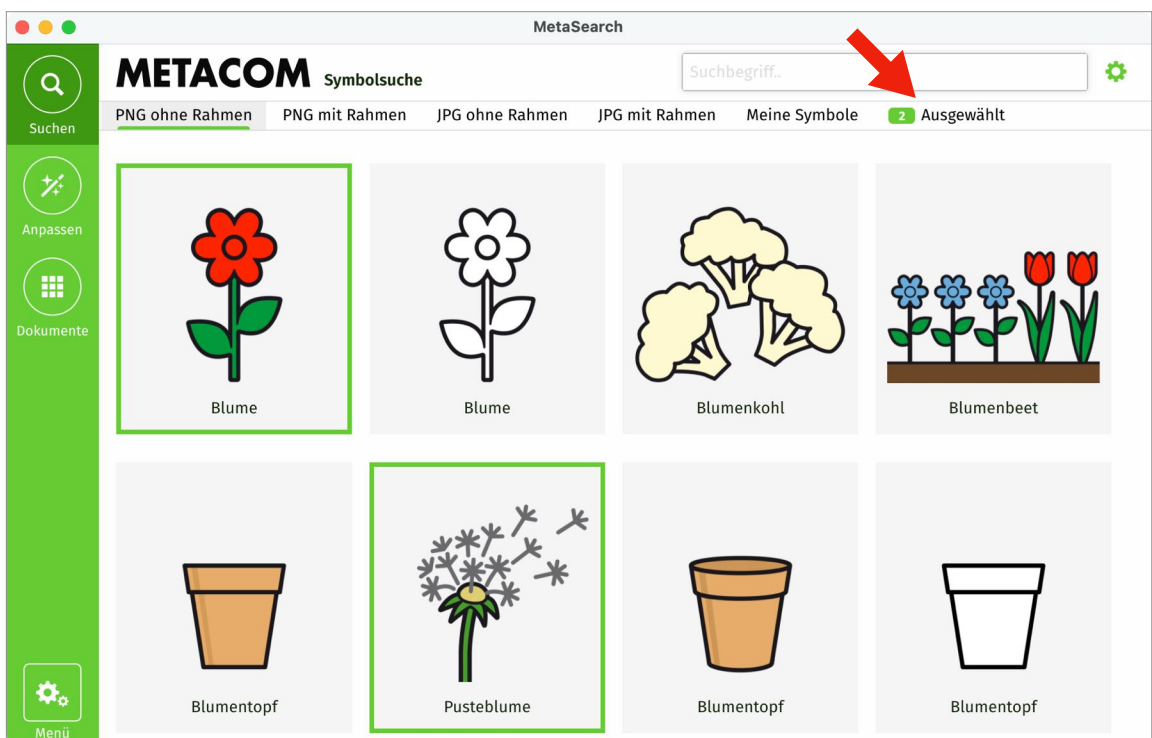 MetaSearch
METACOM Symbolsuche
Suchbegriff..
PNG ohne Rahmen PNG mit Rahmen JPG ohne Rahmen JPG mit Rahmen Meine Symbole 2 Ausgewählt
Suchen
Anpassen
Dokumente
Menü
Blume Blume Blumenkohl Blumenbeet
Blumentopf Pusteblume Blumentopf Blumentopf